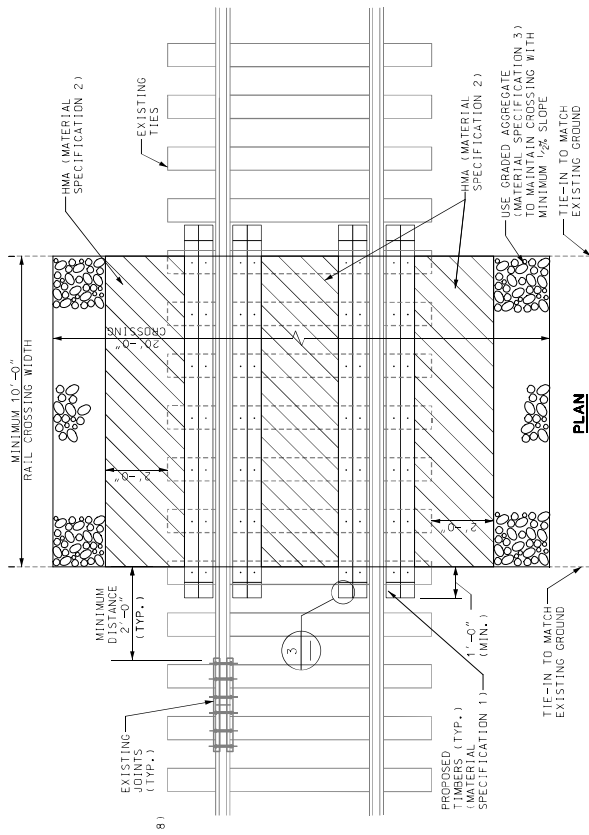 HMA (MATERIAL
SPECIFICATION 2)
EXISTING
TIES
HMA (MATERIAL
SPECIFICATION 2)
USE GRADED AGGREGATE
(MATERIAL SPECIFICATION 3)
TO MAINTAIN CROSSING WITH
MINIMUM 1/2% SLOPE
TIE-IN TO MATCH
EXISTING GROUND
MINIMUM 10'-0"
RAIL CROSSING WIDTH
20'-0"
CROSSING
2'-0"
2'-0"
PLAN
MINIMUM
DISTANCE
2'-0"
(TYP.)
3
1'-0"
(MIN.)
EXISTING
JOINTS
(TYP.)
PROPOSED
TIMBERS (TYP.)
(MATERIAL
SPECIFICATION 1)
TIE-IN TO MATCH
EXISTING GROUND
8)